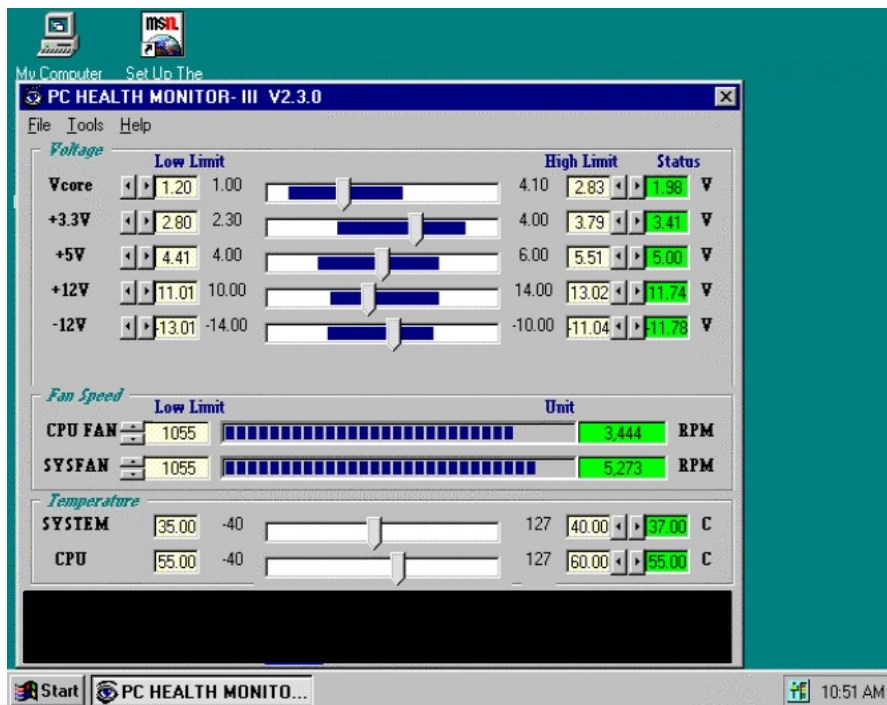 msn
My Computer Set Up The
PC HEALTH MONITOR- III V2.3.0
File Tools Help
Voltage
Low Limit High Limit Status
Vcore 1.20 1.00 4.10 2.83 1.98 V
+3.3V 2.80 2.30 4.00 3.79 3.41 V
+5V 4.41 4.00 6.00 5.51 5.00 V
+12V 11.01 10.00 14.00 13.02 11.74 V
-12V -13.01 -14.00 -10.00 -11.04 -11.78 V
Fan Speed
Low Limit Unit
CPU FAN 1055 3,444 RPM
SYSFAN 1055 5,273 RPM
Temperature
SYSTEM 35.00 -40 127 40.00 37.00 C
CPU 55.00 -40 127 60.00 55.00 C
Start PC HEALTH MONITO... 10:51 AM